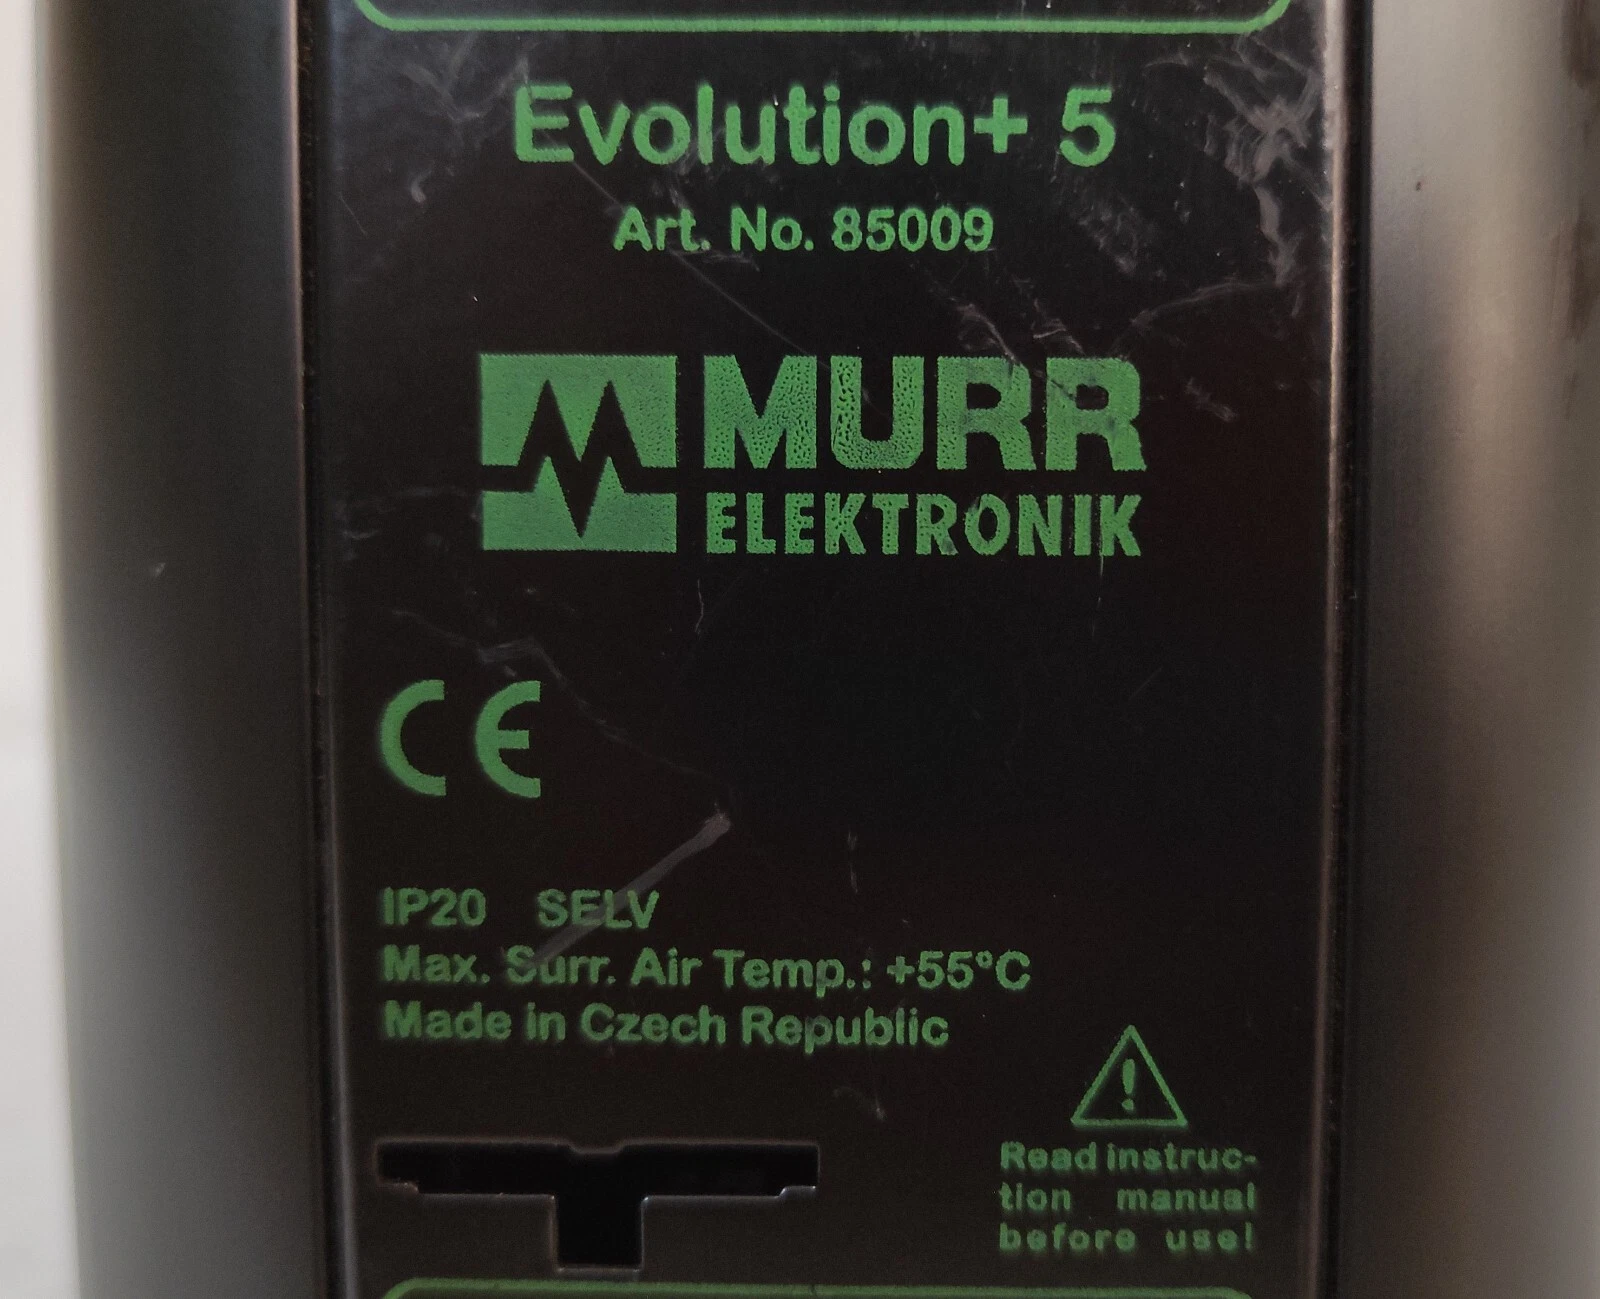 Evolution+ 5
Art. No. 85009
MURR
ELEKTRONIK
CE
IP20 SELV
Max. Surr. Air Temp.: +55°C
Made in Czech Republic
Read instruc-
tion manual
before use!